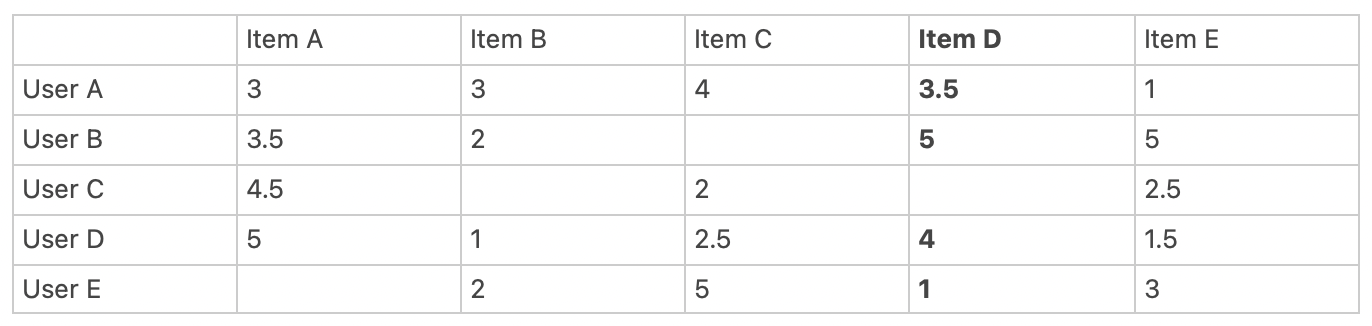 Item A Item B Item C Item D Item E
User A 3 3 4 3.5 1
User B 3.5 2 5 5
User C 4.5 2 2.5
User D 5 1 2.5 4 1.5
User E 2 5 1 3